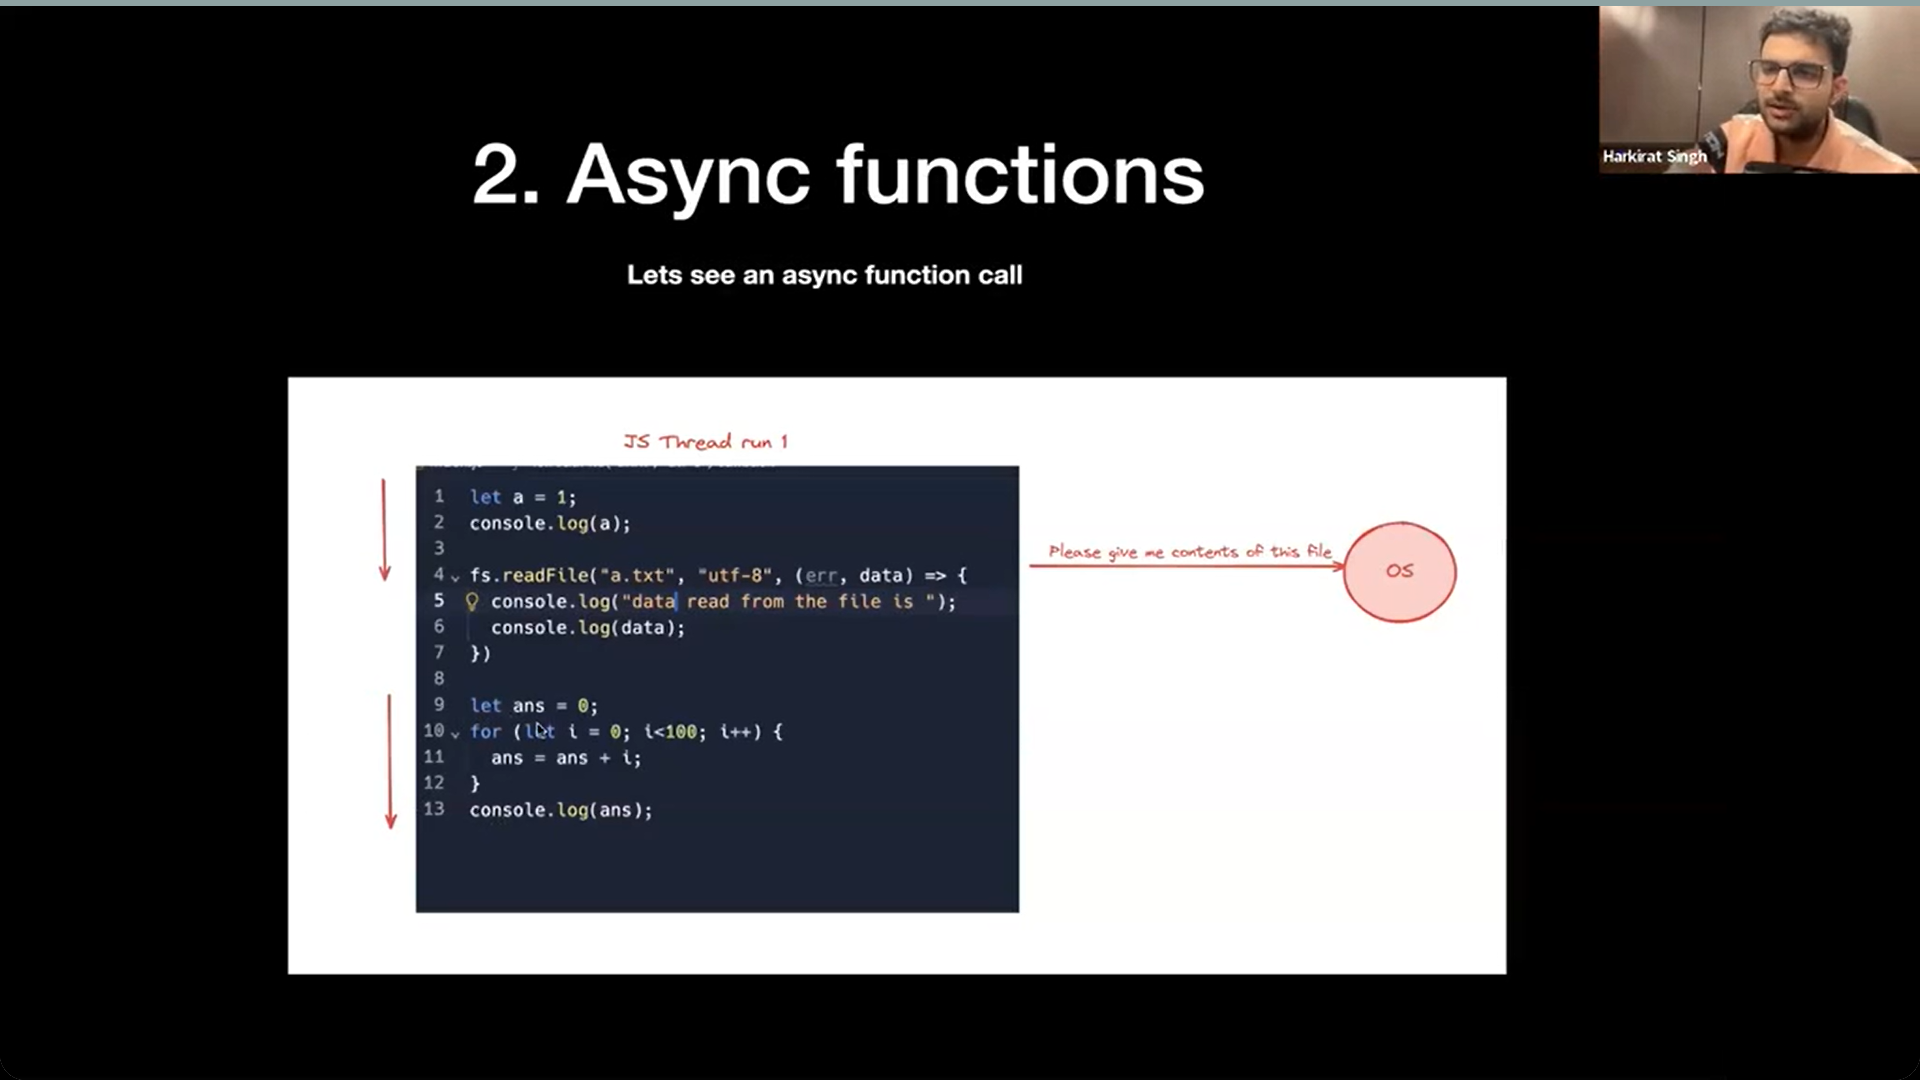 2. Async functions
Harkirat Singh
Lets see an async function call
JS Thread run 1
1 let a = 1;
2 console.log(a);
3
4 fs.readFile("a.txt", "utf-8", (err, data) => {
5 console.log("data read from the file is ");
6 console.log(data);
7 })
8
9 let ans = 0;
10 for (let i = 0; i<100; i++) {
11 ans = ans + i;
12 }
13 console.log(ans);
Please give me contents of this file
OS